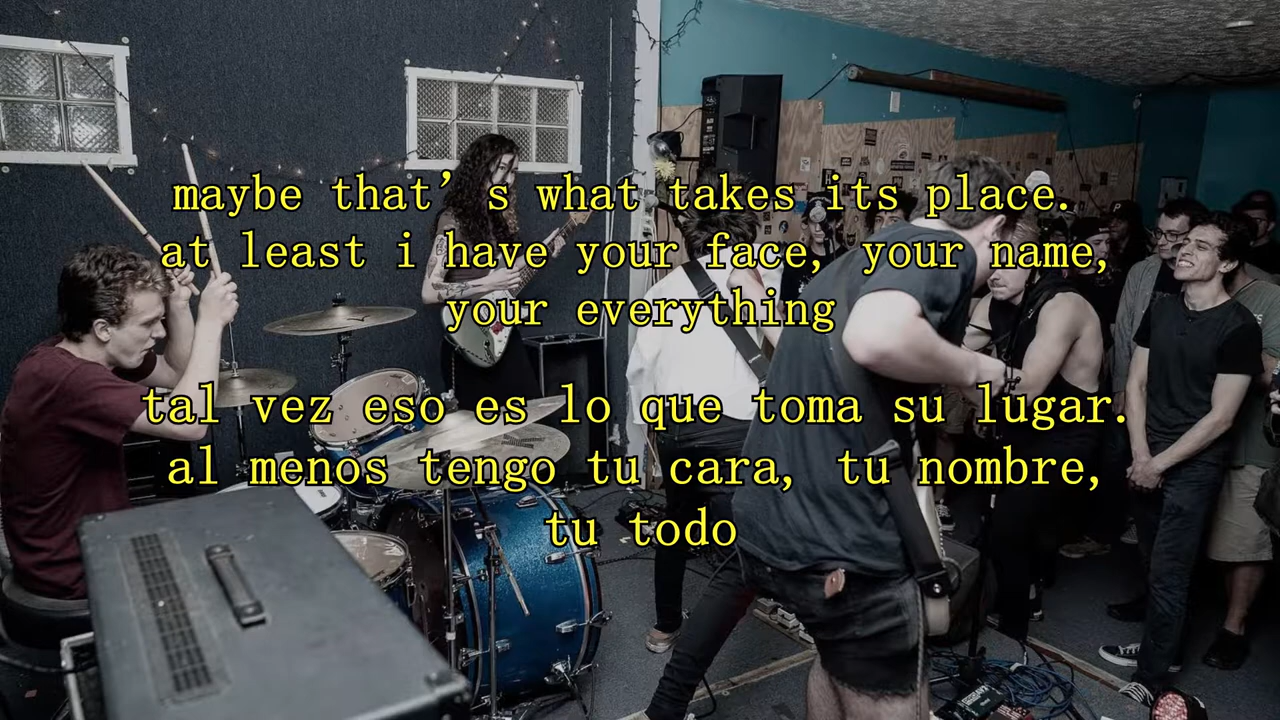 maybe that’s what takes its place.
at least i have your face, your name,
your everything
tal vez eso es lo que toma su lugar.
al menos tengo tu cara, tu nombre,
tu todo